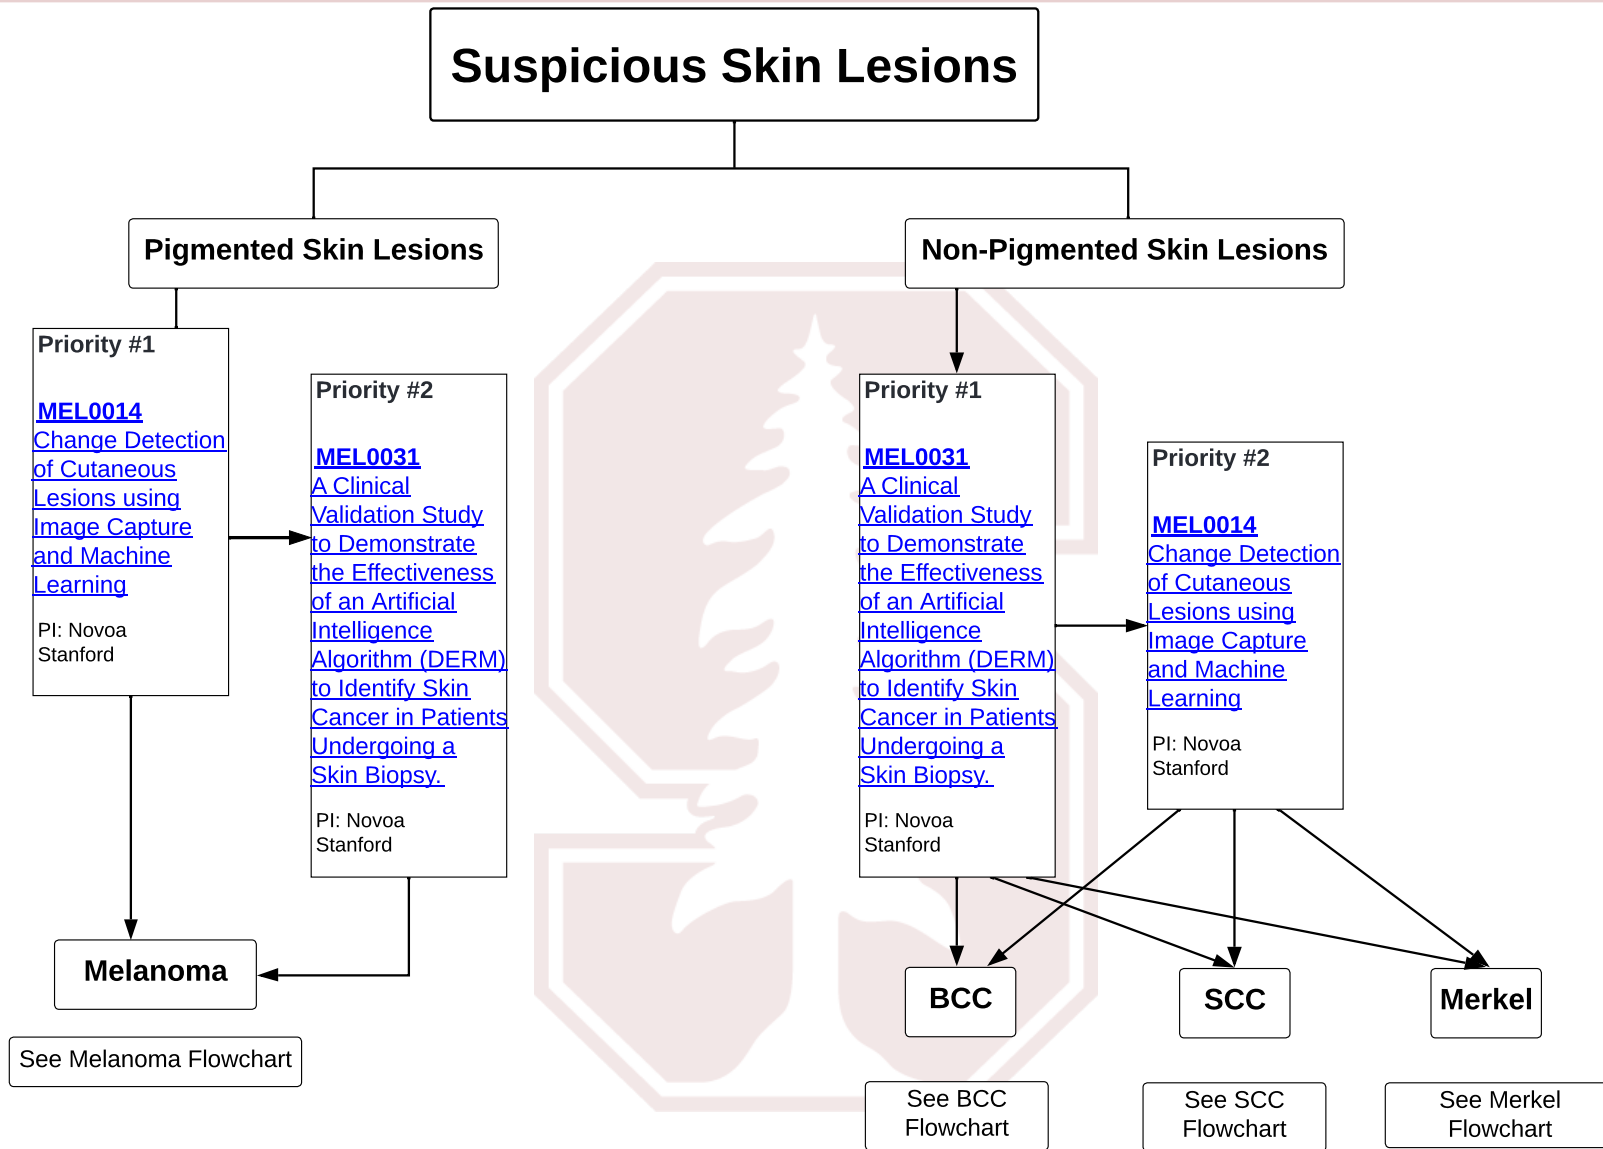 Suspicious Skin Lesions
Pigmented Skin Lesions
Non-Pigmented Skin Lesions
Priority #1
MEL0014
Change Detection
of Cutaneous
Lesions using
Image Capture
and Machine
Learning
PI: Novoa
Stanford
Priority #2
MEL0031
A Clinical
Validation Study
to Demonstrate
the Effectiveness
of an Artificial
Intelligence
Algorithm (DERM)
to Identify Skin
Cancer in Patients
Undergoing a
Skin Biopsy.
PI: Novoa
Stanford
Priority #1
MEL0031
A Clinical
Validation Study
to Demonstrate
the Effectiveness
of an Artificial
Intelligence
Algorithm (DERM)
to Identify Skin
Cancer in Patients
Undergoing a
Skin Biopsy.
PI: Novoa
Stanford
Priority #2
MEL0014
Change Detection
of Cutaneous
Lesions using
Image Capture
and Machine
Learning
PI: Novoa
Stanford
Melanoma
BCC
SCC
Merkel
See Melanoma Flowchart
See BCC
Flowchart
See SCC
Flowchart
See Merkel
Flowchart